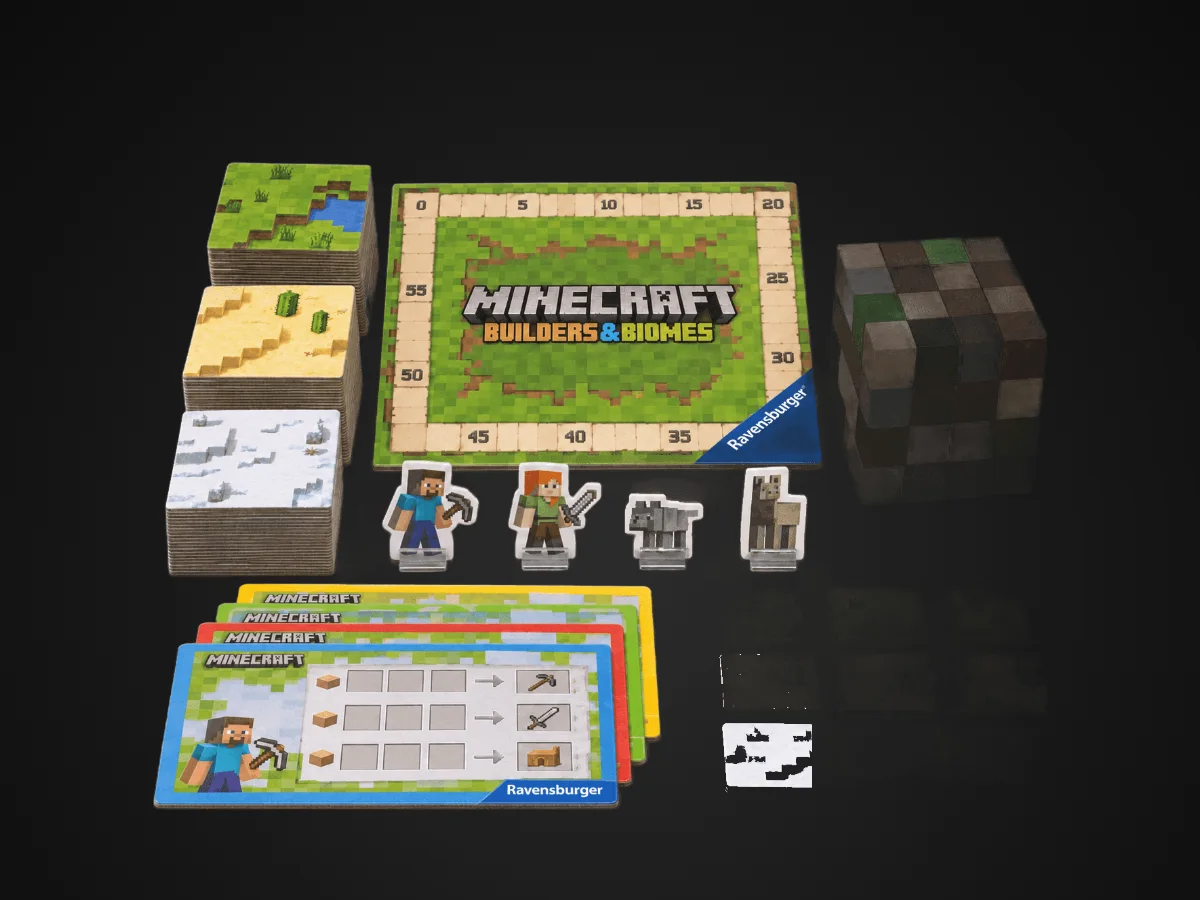 0 5 10 15 20
55 25
MINECRAFT
BUILDERS & BIOMES
50 30
45 40 35
Ravensburger
MINECRAFT
MINECRAFT
MINECRAFT
MINECRAFT
Ravensburger